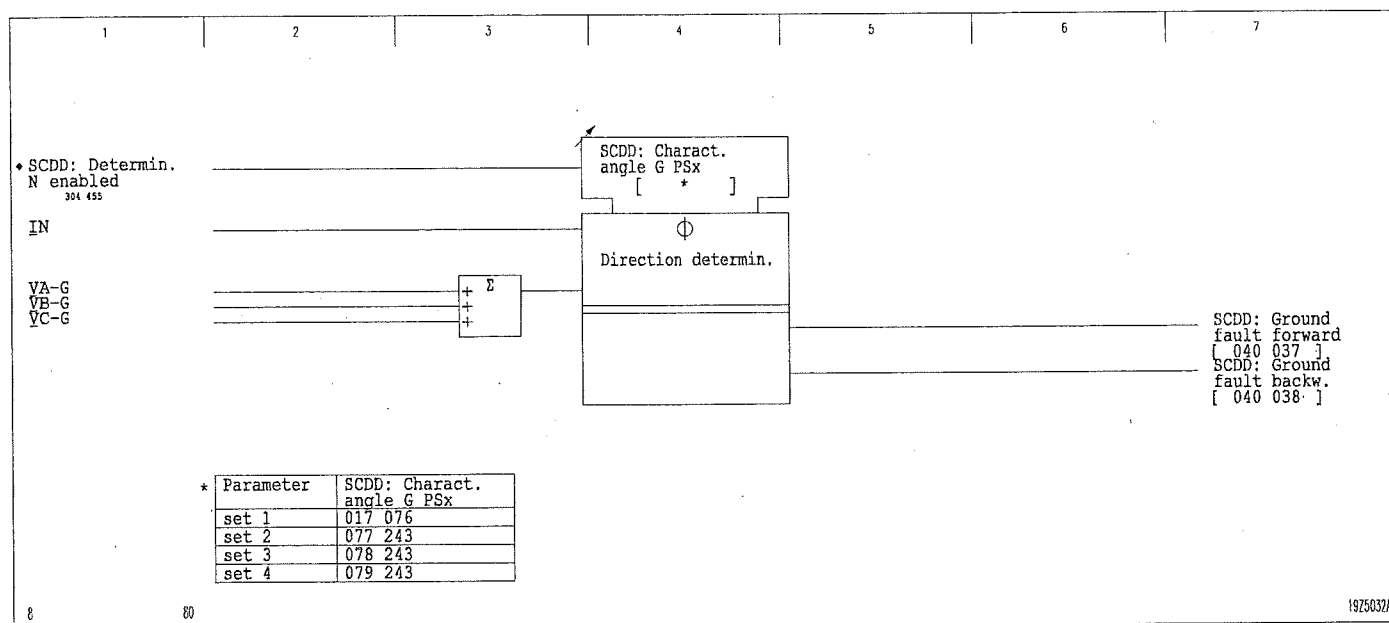 1 2 3 4 5 6 7
SCDD: Determin.
N enabled
304 455
SCDD: Charact.
angle G PSx
[ * ]
IN
Φ
Direction determin.
VA-G
VB-G
VC-G
Σ
+
+
+
SCDD: Ground
fault forward
[ 040 037 ]
SCDD: Ground
fault backw.
[ 040 038 ]
* Parameter SCDD: Charact.
angle G PSx
set 1 017 076
set 2 077 243
set 3 078 243
set 4 079 243
8 80 19Z5032A